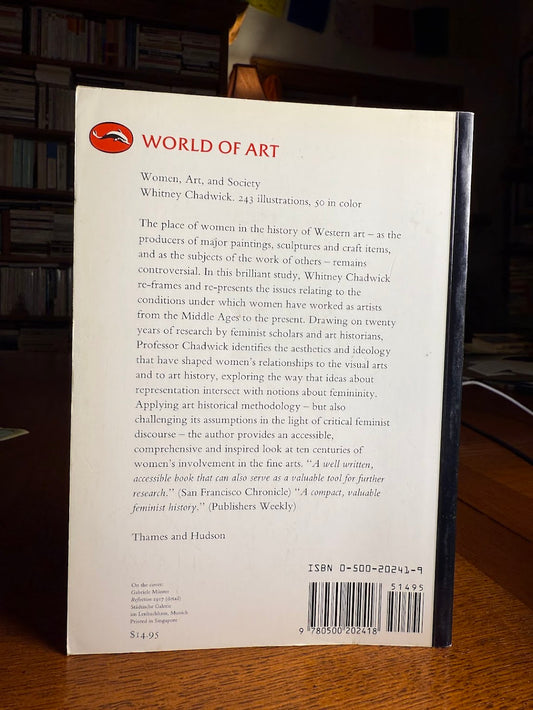 WORLD OF ART
Women, Art, and Society
Whitney Chadwick. 243 illustrations, 50 in color
The place of women in the history of Western art – as the
producers of major paintings, sculptures and craft items,
and as the subjects of the work of others – remains
controversial. In this brilliant study, Whitney Chadwick
re-frames and re-presents the issues relating to the
conditions under which women have worked as artists
from the Middle Ages to the present. Drawing on twenty
years of research by feminist scholars and art historians,
Professor Chadwick identifies the aesthetics and ideology
that have shaped women's relationships to the visual arts
and to art history, exploring the way that ideas about
representation intersect with notions about femininity.
Applying art historical methodology – but also
challenging its assumptions in the light of critical feminist
discourse – the author provides an accessible,
comprehensive and inspired look at ten centuries of
women's involvement in the fine arts. "A well written,
accessible book that can also serve as a valuable tool for further
research." (San Francisco Chronicle) "A compact, valuable
feminist history." (Publishers Weekly)
Thames and Hudson
On the cover:
Gabriele Münter
Reflection 1917 (detail)
Städtische Galerie
im Lenbachhaus, Munich
Printed in Singapore
$14.95
ISBN 0-500-20241-9
51495
9 780500 202418